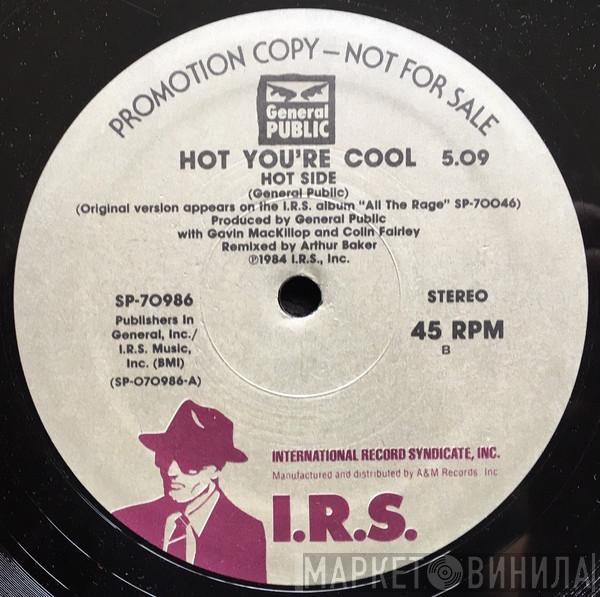 PROMOTION COPY—NOT FOR SALE
General
PUBLIC
HOT YOU'RE COOL 5.09
HOT SIDE
(General Public)
(Original version appears on the I.R.S. album "All The Rage" SP-70046)
Produced by General Public
with Gavin MacKillop and Colin Fairley
Remixed by Arthur Baker
℗1984 I.R.S., Inc.
SP-70986
Publishers In
General, Inc./
I.R.S. Music,
Inc. (BMI)
(SP-070986-A)
STEREO
45 RPM
B
INTERNATIONAL RECORD SYNDICATE, INC.
Manufactured and distributed by A&M Records, Inc.
I.R.S.
МАРКЕТ ВИНИЛА